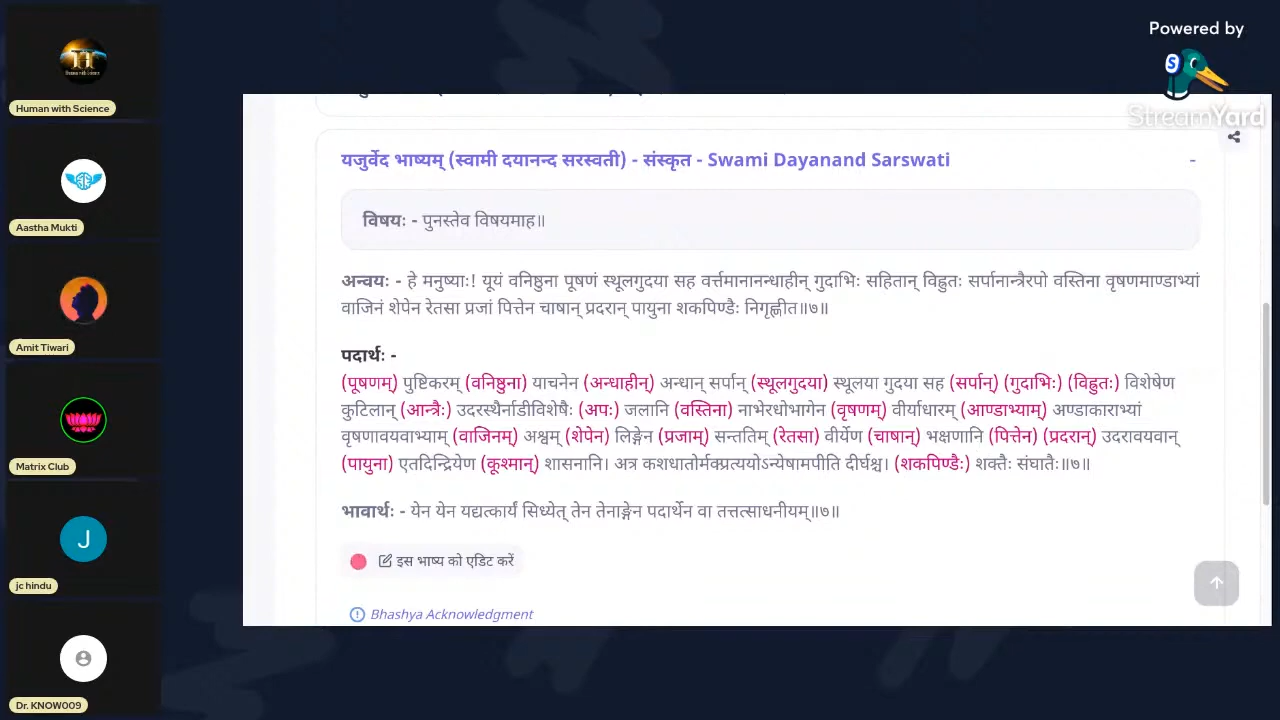 Powered by
StreamYard
Human with Science
Aastha Mukti
Amit Tiwari
Matrix Club
J
jc hindu
Dr. KNOW009
यजुर्वेद भाष्यम् (स्वामी दयानन्द सरस्वती) - संस्कृत - Swami Dayanand Sarswati
-
विषयः - पुनस्तेव विषयमाह॥
अन्वयः - हे मनुष्याः! यूयं वनिष्ठुना पूषणं स्थूलगुदया सह वर्त्तमानानन्धाहीन् गुदाभिः सहितान् विह्रुतः सर्पानान्त्रैरपो वस्तिना वृषणमाण्डाभ्यां
वाजिनं शेपेन रेतसा प्रजां पित्तेन चाषान् प्रदरान् पायुना शकपिण्डैः निगृह्णीत॥७॥
पदार्थः -
(पूषणम्) पुष्टिकरम् (वनिष्ठुना) याचनेन (अन्धाहीन्) अन्धान् सर्पान् (स्थूलगुदया) स्थूलया गुदया सह (सर्पान्) (गुदाभिः) (विह्रुतः) विशेषेण
कुटिलान् (आन्त्रैः) उदरस्थैर्नाडीविशेषैः (अपः) जलानि (वस्तिना) नाभेरधोभागेन (वृषणम्) वीर्याधारम् (आण्डाभ्याम्) अण्डाकाराभ्यां
वृषणावयवाभ्याम् (वाजिनम्) अश्वम् (शेपेन) लिङ्गेन (प्रजाम्) सन्ततिम् (रेतसा) वीर्येण (चाषान्) भक्षणानि (पित्तेन) (प्रदरान्) उदरावयवान्
(पायुना) एतदिन्द्रियेण (कूश्मान्) शासनानि। अत्र कशधातोर्मक्प्रत्ययोऽन्येषामपीति दीर्घश्च। (शकपिण्डैः) शक्तैः संघातैः॥७॥
भावार्थः - येन येन यद्यत्कार्यं सिध्येत् तेन तेनाङ्गेन पदार्थेन वा तत्तत्साधनीयम्॥७॥
इस भाष्य को एडिट करें
Bhashya Acknowledgment